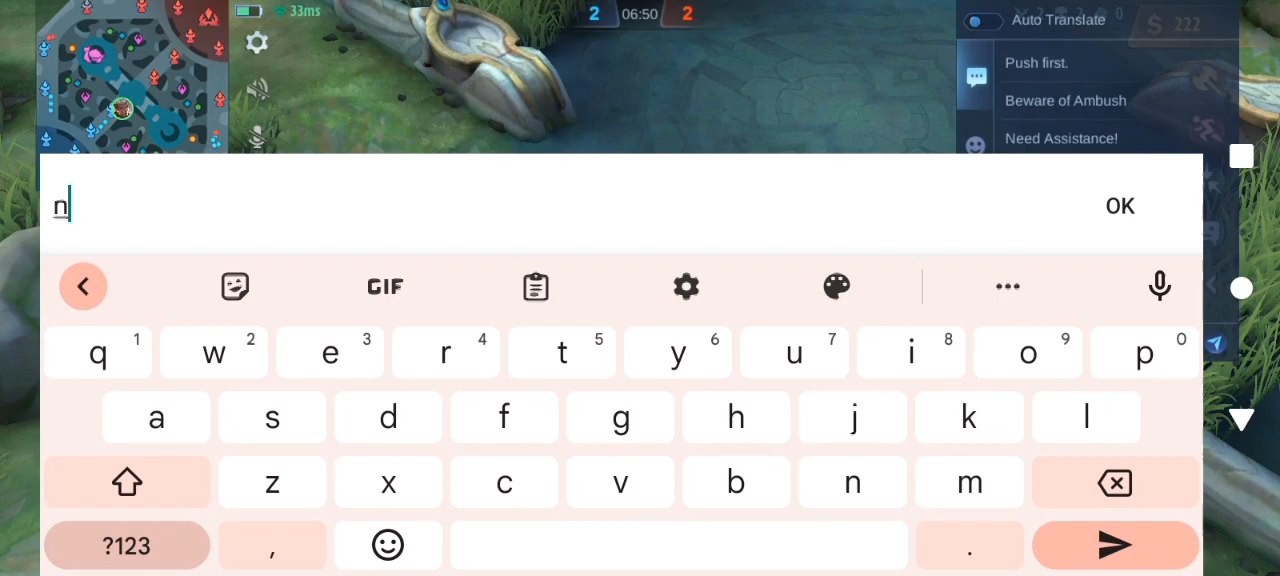 33ms
2 06:50 2
Auto Translate
$ 222
Push first.
Beware of Ambush
Need Assistance!
n
OK
GIF
q 1 w 2 e 3 r 4 t 5 y 6 u 7 i 8 o 9 p 0
a s d f g h j k l
z x c v b n m
?123 , .